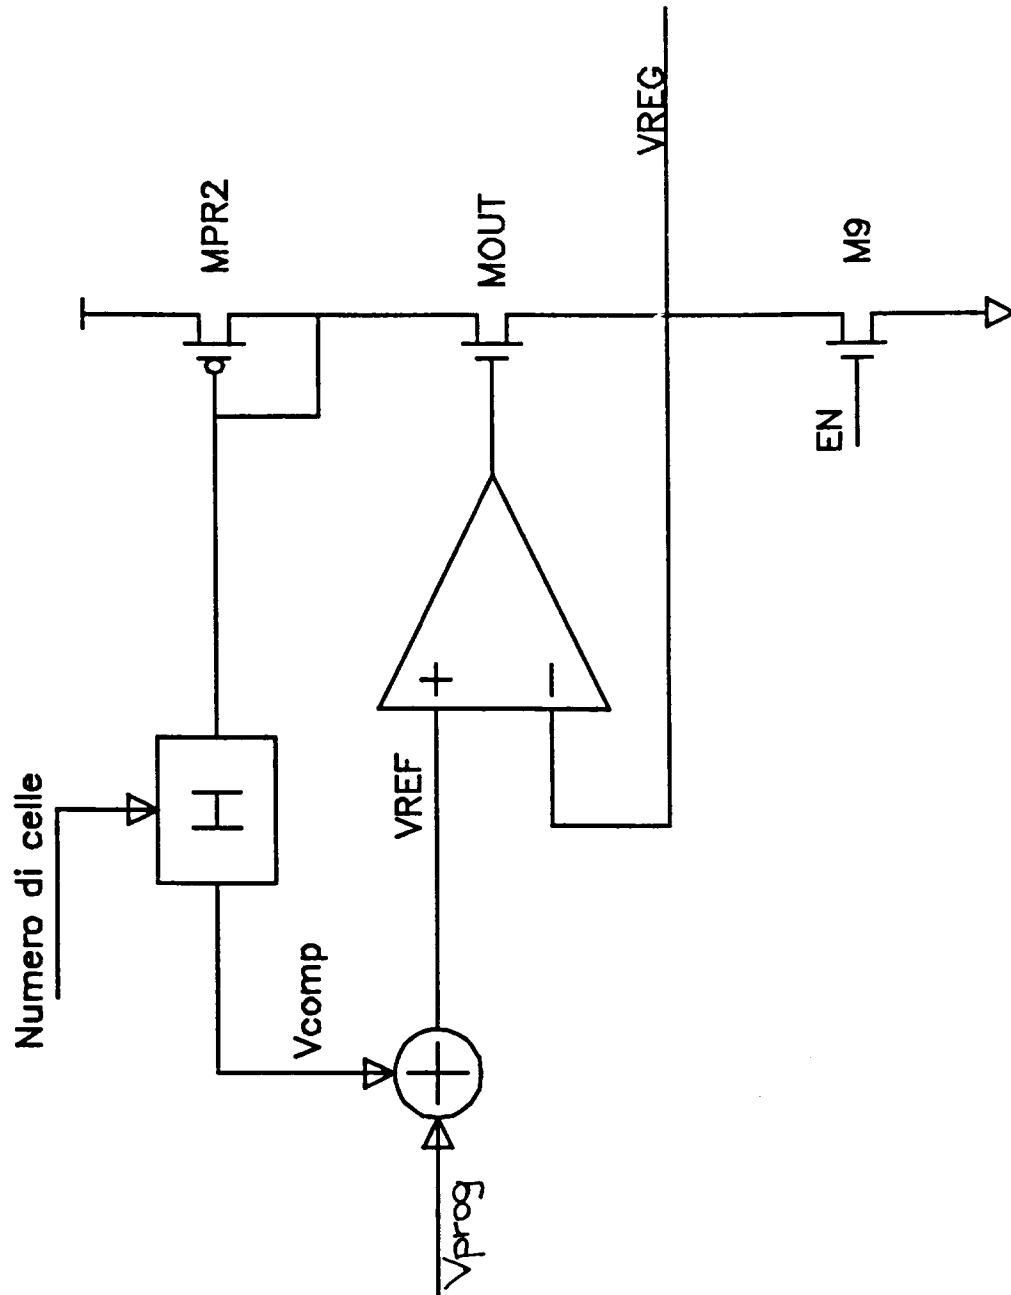 Numero di celle
H
MPR2
Vcomp
VREF
MOUT
VREG
Vprog
EN
M9